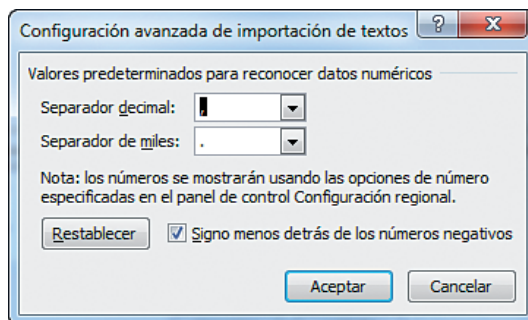 Configuración avanzada de importación de textos
Valores predeterminados para reconocer datos numéricos
Separador decimal: ,
Separador de miles: .
Nota: los números se mostrarán usando las opciones de número
especificadas en el panel de control Configuración regional.
Restablecer Signo menos detrás de los números negativos
Aceptar Cancelar